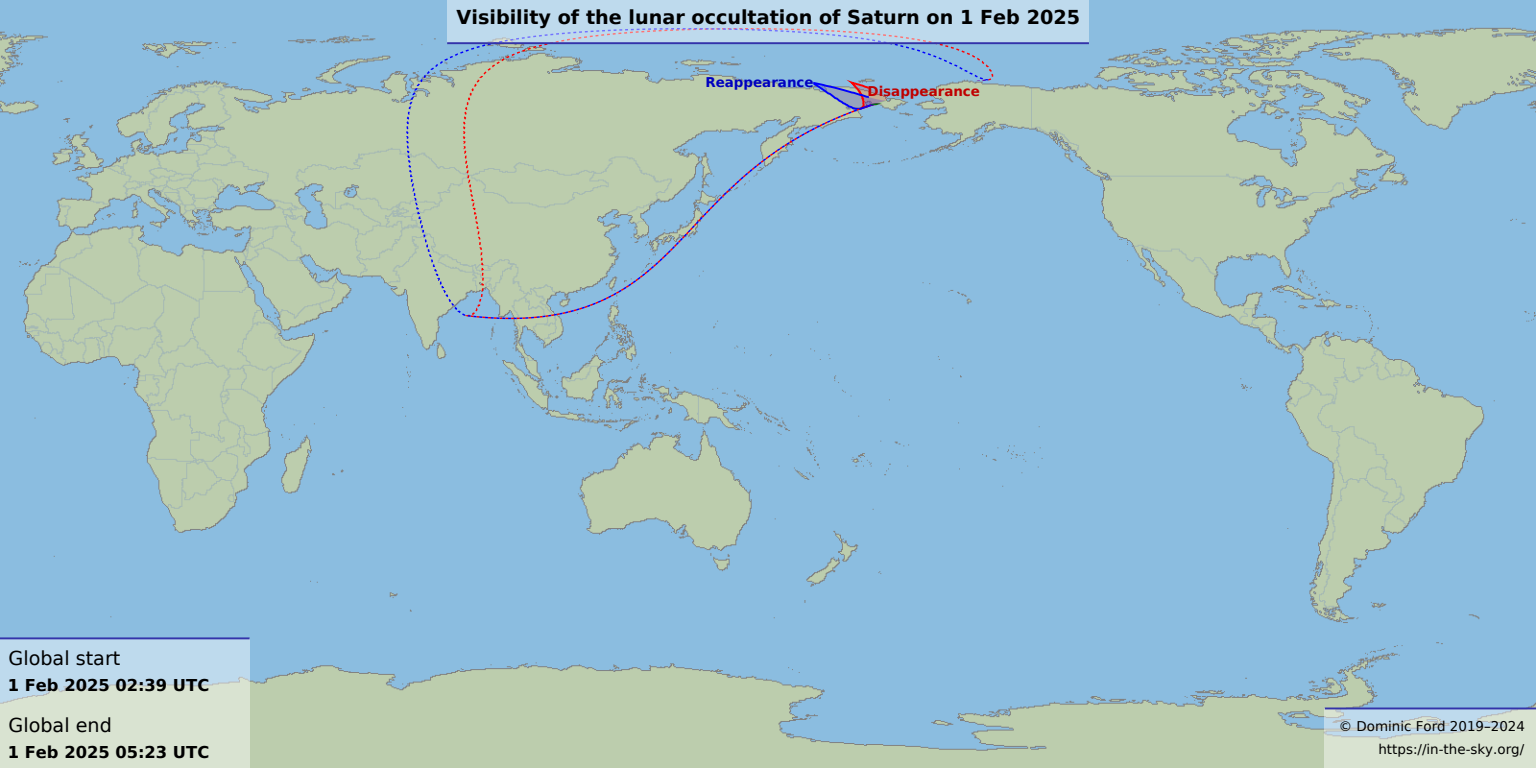 Visibility of the lunar occultation of Saturn on 1 Feb 2025
Reappearance
Disappearance
Global start
1 Feb 2025 02:39 UTC
Global end
1 Feb 2025 05:23 UTC
© Dominic Ford 2019–2024
https://in-the-sky.org/